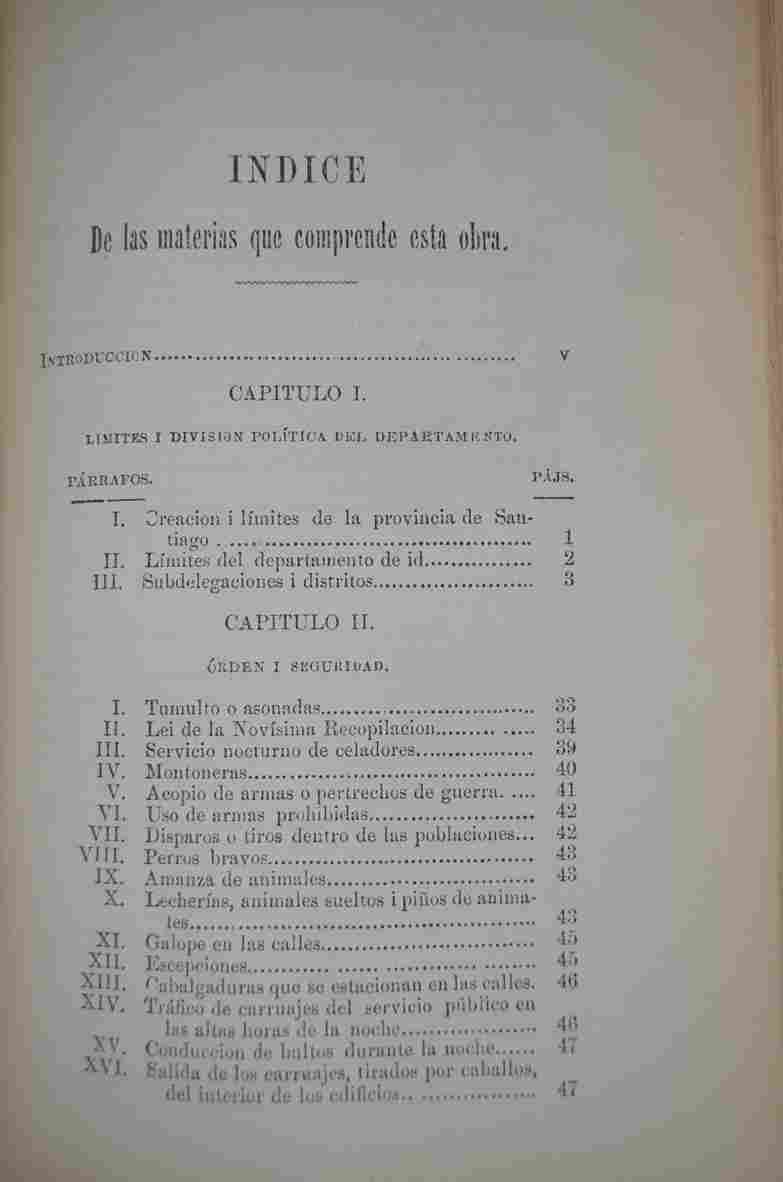 INDICE
De las materias que comprende esta obra.
INTRODUCCION................................................................ V
CAPITULO I.
LÍMITES I DIVISION POLÍTICA DEL DEPARTAMENTO.
PÁRRAFOS. PÁJS.
I. Creacion i límites de la provincia de San-
tiago ................................................ 1
II. Límites del departamento de id................ 2
III. Subdelegaciones i distritos........................ 3
CAPITULO II.
ÓRDEN I SEGURIDAD.
I. Tumulto o asonadas................................ 33
II. Lei de la Novísima Recopilacion............... 34
III. Servicio nocturno de celadores.................. 39
IV. Montoneras........................................... 40
V. Acopio de armas o pertrechos de guerra. .... 41
VI. Uso de armas prohibidas......................... 42
VII. Disparos o tiros dentro de las poblaciones... 42
VIII. Perros bravos........................................ 43
IX. Amanza de animales............................... 43
X. Lecherías, animales sueltos i piños de anima-
les.................................................... 43
XI. Galope en las calles................................ 45
XII. Escepciones............ ...... .................. ........ 45
XIII. Cabalgaduras que se estacionan en las calles. 46
XIV. Tráfico de carruajes del servicio público en
las altas horas de la noche..................... 46
XV. Conduccion de bultos durante la noche...... 47
XVI. Salida de los carruajes, tirados por caballos,
del interior de los edificios.. .................. 47